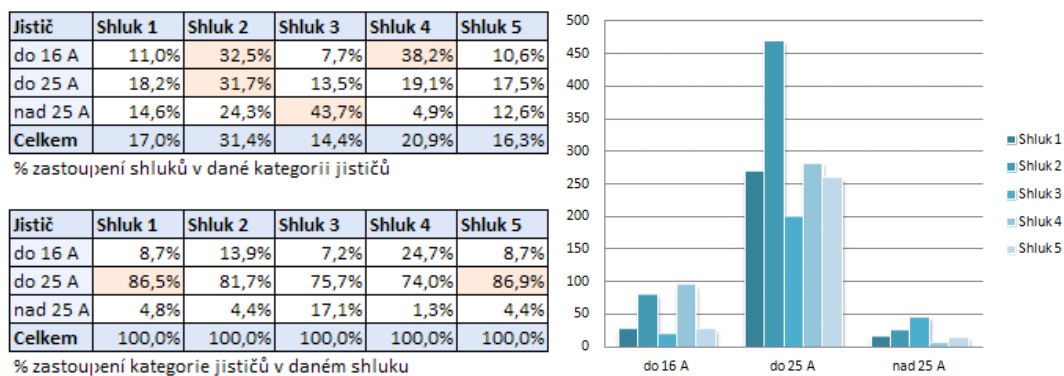 Jistič Shluk 1 Shluk 2 Shluk 3 Shluk 4 Shluk 5
do 16 A 11,0% 32,5% 7,7% 38,2% 10,6%
do 25 A 18,2% 31,7% 13,5% 19,1% 17,5%
nad 25 A 14,6% 24,3% 43,7% 4,9% 12,6%
Celkem 17,0% 31,4% 14,4% 20,9% 16,3%
% zastoupení shluků v dané kategorii jističů
Jistič Shluk 1 Shluk 2 Shluk 3 Shluk 4 Shluk 5
do 16 A 8,7% 13,9% 7,2% 24,7% 8,7%
do 25 A 86,5% 81,7% 75,7% 74,0% 86,9%
nad 25 A 4,8% 4,4% 17,1% 1,3% 4,4%
Celkem 100,0% 100,0% 100,0% 100,0% 100,0%
% zastoupení kategorie jističů v daném shluku
500
450
400
350
300
250
200
150
100
50
0
do 16 A do 25 A nad 25 A
Shluk 1
Shluk 2
Shluk 3
Shluk 4
Shluk 5